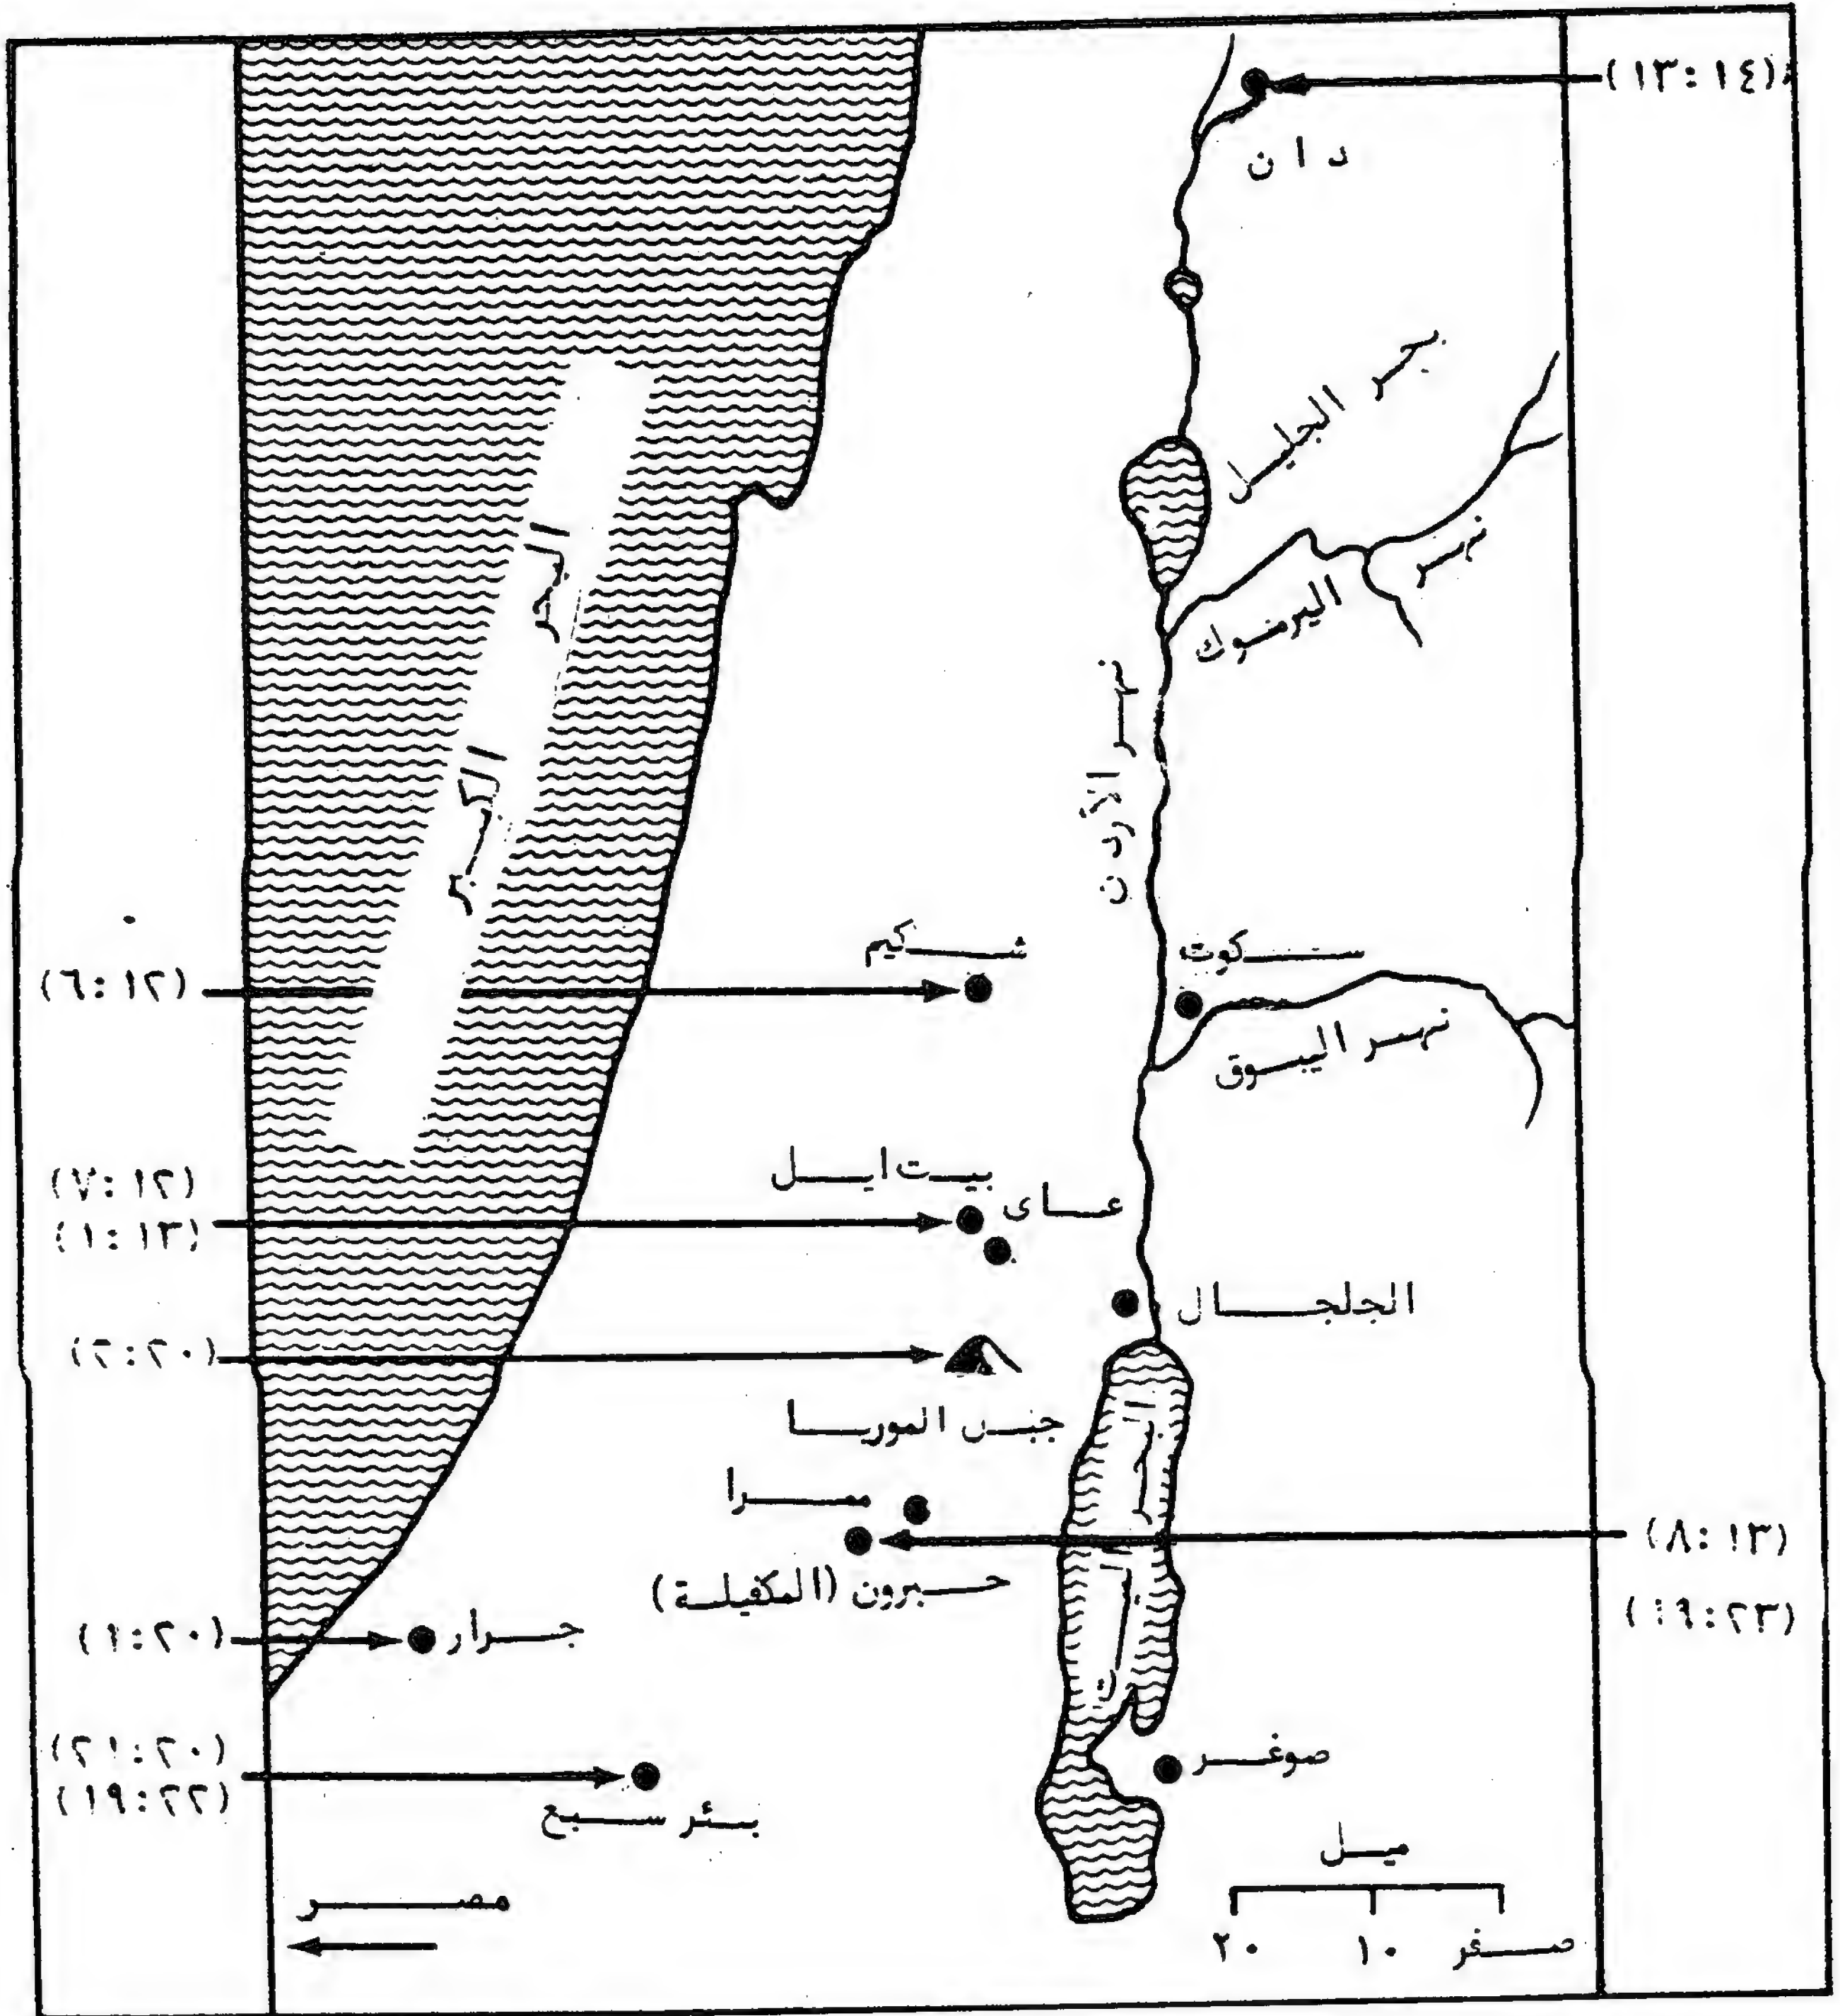 (١٣:١٤)
دان
بحر الجليل
نهر اليرموك
البحر الكبير
نهر الأردن
شكيم
سكوت
(٦:١٢)
نهر اليبوق
بيت ايل
عاى
(٧:١٢)
(١:١٣)
الجلجال
(٢:٢٠)
جبل الموريا
البحر
ممرا
(٨:١٣)
حبرون (المكفيلة)
(١٩:٢٣)
(١:٢٠)
جرار
صوغر
(٢١:٢٠)
(١٩:٢٢)
بئر سبع
ميل
مصر
صفر ١٠ ٢٠